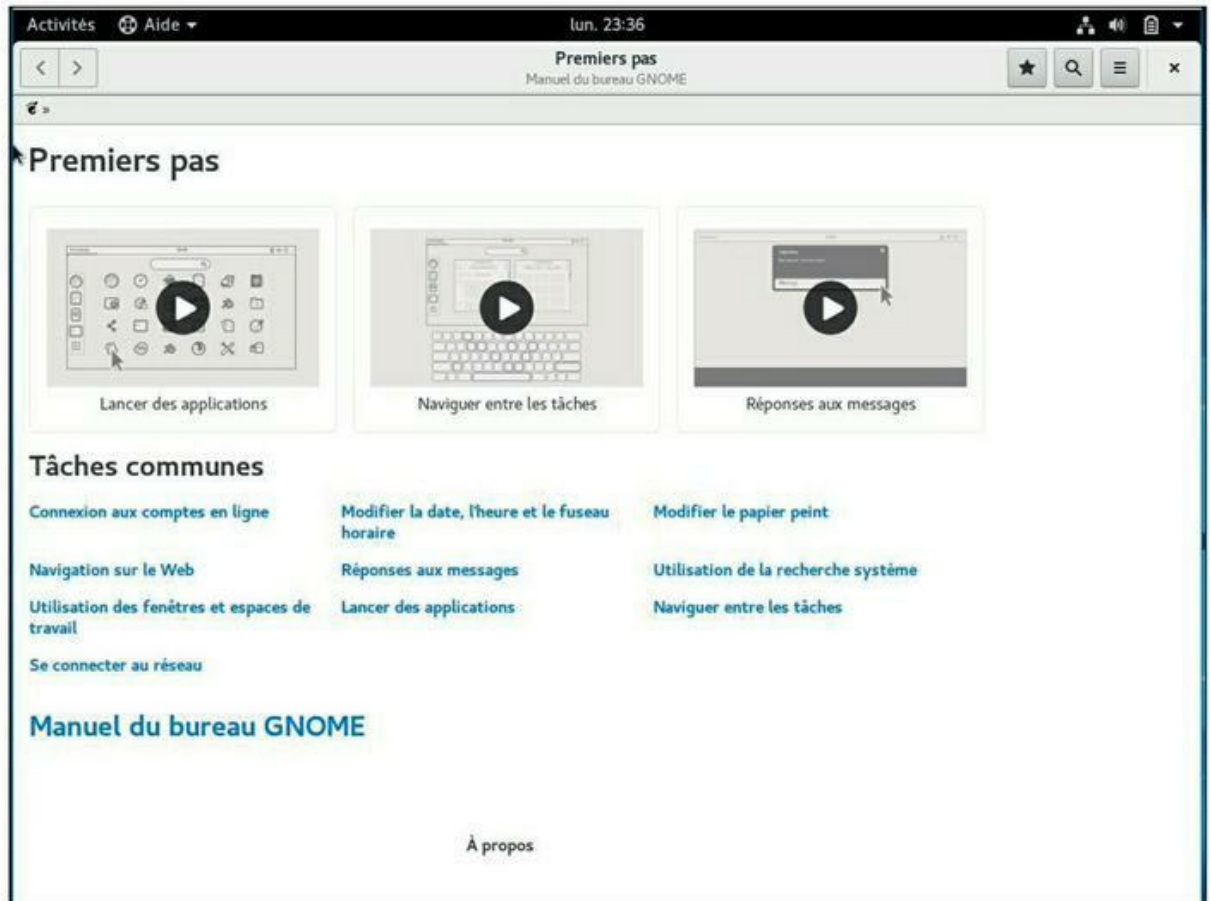 Activités Aide lun. 23:36
Premiers pas
Manuel du bureau GNOME
»
Premiers pas
Lancer des applications Naviguer entre les tâches Réponses aux messages
Tâches communes
Connexion aux comptes en ligne Modifier la date, l'heure et le fuseau horaire Modifier le papier peint
Navigation sur le Web Réponses aux messages Utilisation de la recherche système
Utilisation des fenêtres et espaces de travail Lancer des applications Naviguer entre les tâches
Se connecter au réseau
Manuel du bureau GNOME
À propos